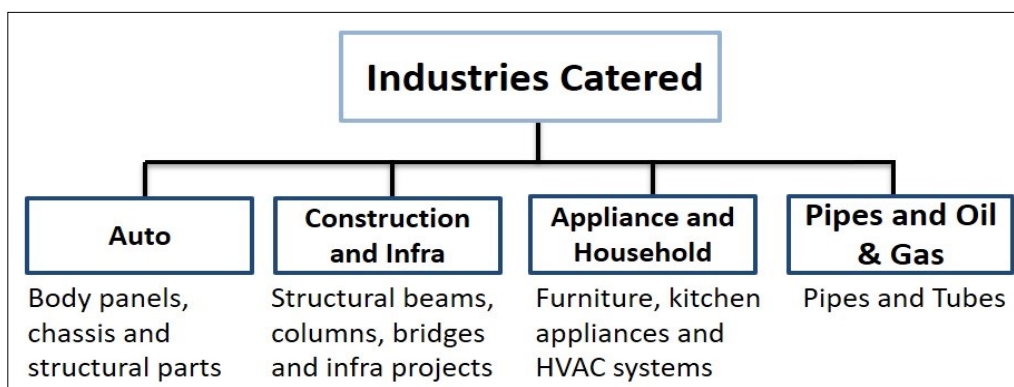 Industries Catered
Auto
Body panels,
chassis and
structural parts
Construction
and Infra
Structural beams,
columns, bridges
and infra projects
Appliance and
Household
Furniture, kitchen
appliances and
HVAC systems
Pipes and Oil
& Gas
Pipes and Tubes